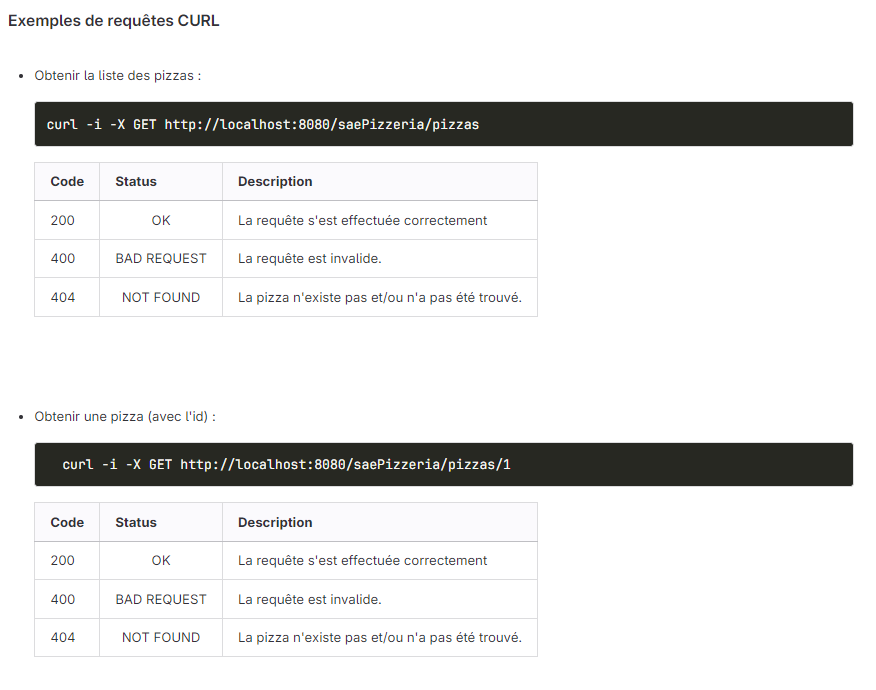 Exemples de requêtes CURL
Obtenir la liste des pizzas :
curl -i -X GET http://localhost:8080/saePizzeria/pizzas
Code Status Description
200 OK La requête s'est effectuée correctement
400 BAD REQUEST La requête est invalide.
404 NOT FOUND La pizza n'existe pas et/ou n'a pas été trouvé.
Obtenir une pizza (avec l'id) :
curl -i -X GET http://localhost:8080/saePizzeria/pizzas/1
Code Status Description
200 OK La requête s'est effectuée correctement
400 BAD REQUEST La requête est invalide.
404 NOT FOUND La pizza n'existe pas et/ou n'a pas été trouvé.